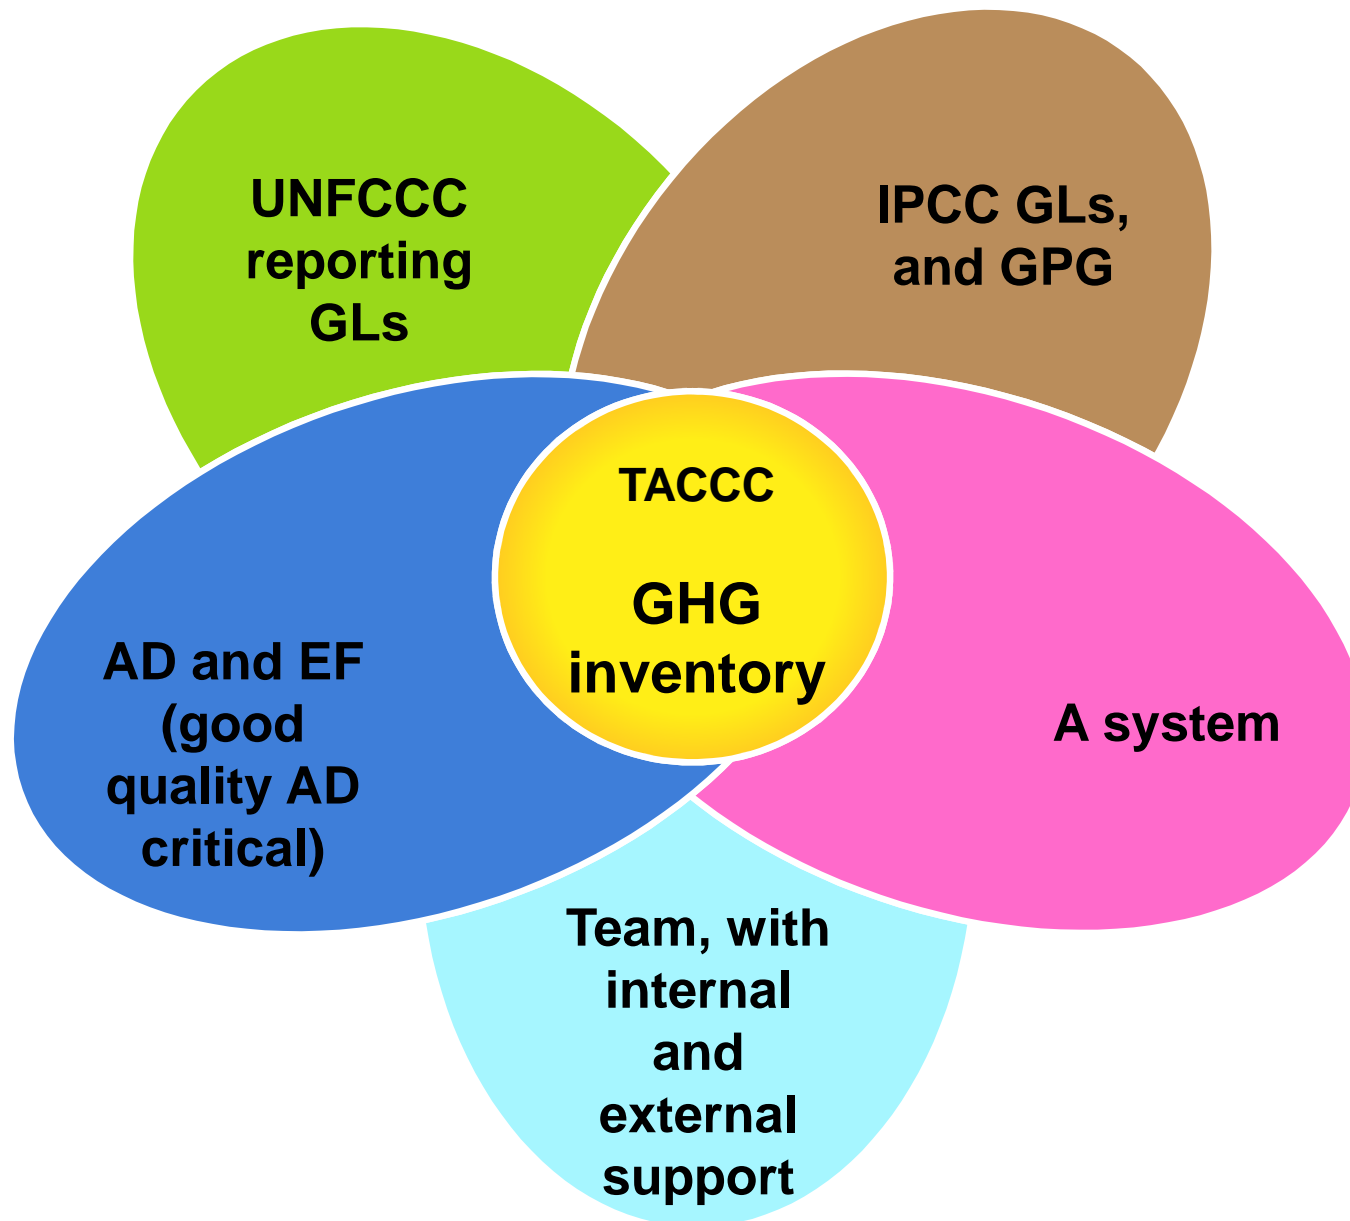 UNFCCC
reporting
GLs
IPCC GLs,
and GPG
TACCC
GHG
inventory
AD and EF
(good
quality AD
critical)
A system
Team, with
internal
and
external
support